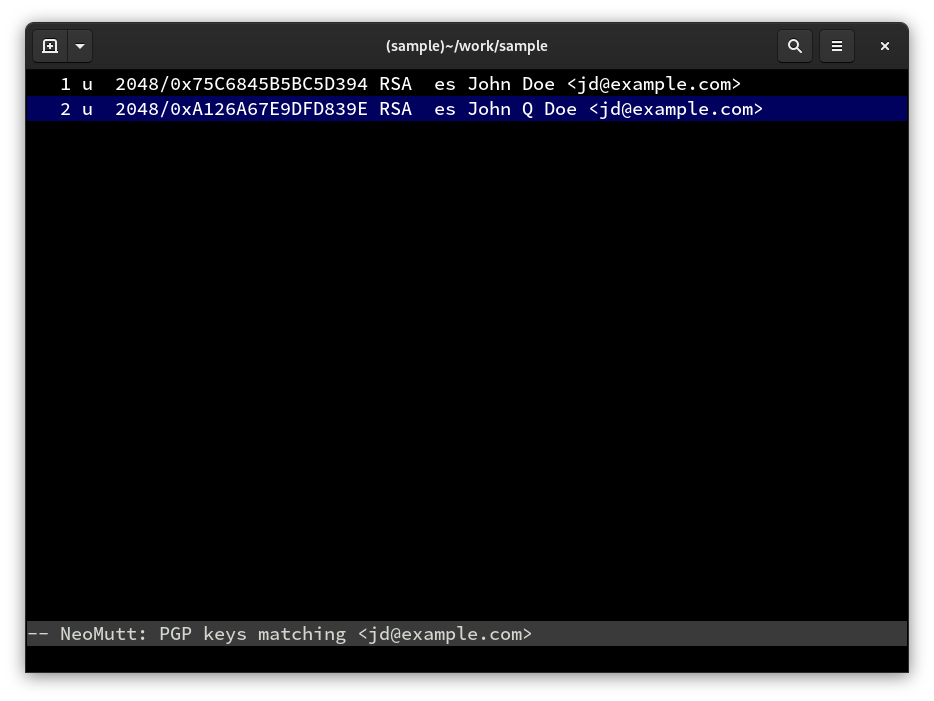 (sample)~/work/sample
1 u  2048/0x75C6845B5BC5D394 RSA  es John Doe <jd@example.com>
2 u  2048/0xA126A67E9DFD839E RSA  es John Q Doe <jd@example.com>
-- NeoMutt: PGP keys matching <jd@example.com>